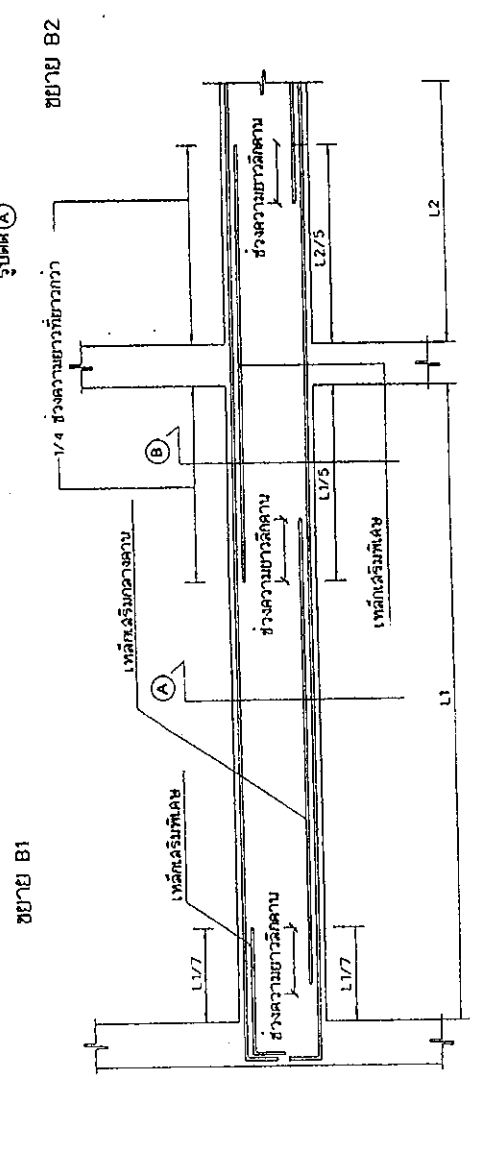 ขยาย B1
ขยาย B2
รูปตัด A
1/4 ช่วงความยาวที่ยาวกว่า
เหล็กเสริมกลางคาน
เหล็กเสริมพิเศษ
A
B
L1/7
ช่วงความยาวลึกคาน
ช่วงความยาวลึกคาน
ช่วงความยาวลึกคาน
L1/7
L1/5
L2/5
เหล็กเสริมพิเศษ
L1
L2